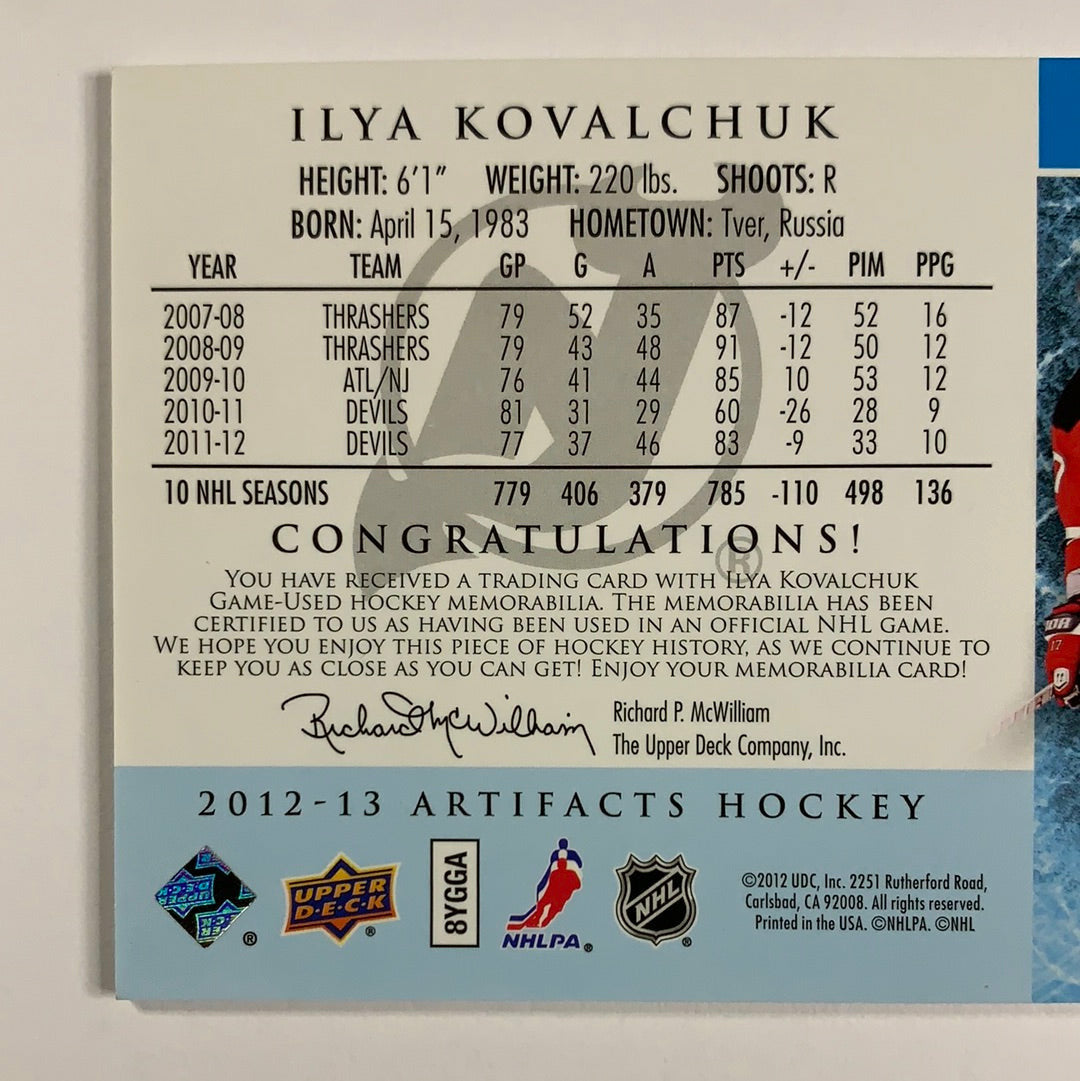 ILYA KOVALCHUK
HEIGHT: 6'1" WEIGHT: 220 lbs. SHOOTS: R
BORN: April 15, 1983 HOMETOWN: Tver, Russia
YEAR TEAM GP G A PTS +/- PIM PPG
2007-08 THRASHERS 79 52 35 87 -12 52 16
2008-09 THRASHERS 79 43 48 91 -12 50 12
2009-10 ATL/NJ 76 41 44 85 10 53 12
2010-11 DEVILS 81 31 29 60 -26 28 9
2011-12 DEVILS 77 37 46 83 -9 33 10
10 NHL SEASONS 779 406 379 785 -110 498 136
CONGRATULATIONS!
®
YOU HAVE RECEIVED A TRADING CARD WITH ILYA KOVALCHUK
GAME-USED HOCKEY MEMORABILIA. THE MEMORABILIA HAS BEEN
CERTIFIED TO US AS HAVING BEEN USED IN AN OFFICIAL NHL GAME.
WE HOPE YOU ENJOY THIS PIECE OF HOCKEY HISTORY, AS WE CONTINUE TO
KEEP YOU AS CLOSE AS YOU CAN GET! ENJOY YOUR MEMORABILIA CARD!
Richard McWilliam
Richard P. McWilliam
The Upper Deck Company, Inc.
2012-13 ARTIFACTS HOCKEY
UPPER DECK ®
UPPER D·E·C·K ®
8YGGA
NHLPA®
NHL ®
©2012 UDC, Inc. 2251 Rutherford Road,
Carlsbad, CA 92008. All rights reserved.
Printed in the USA. ©NHLPA. ©NHL
17